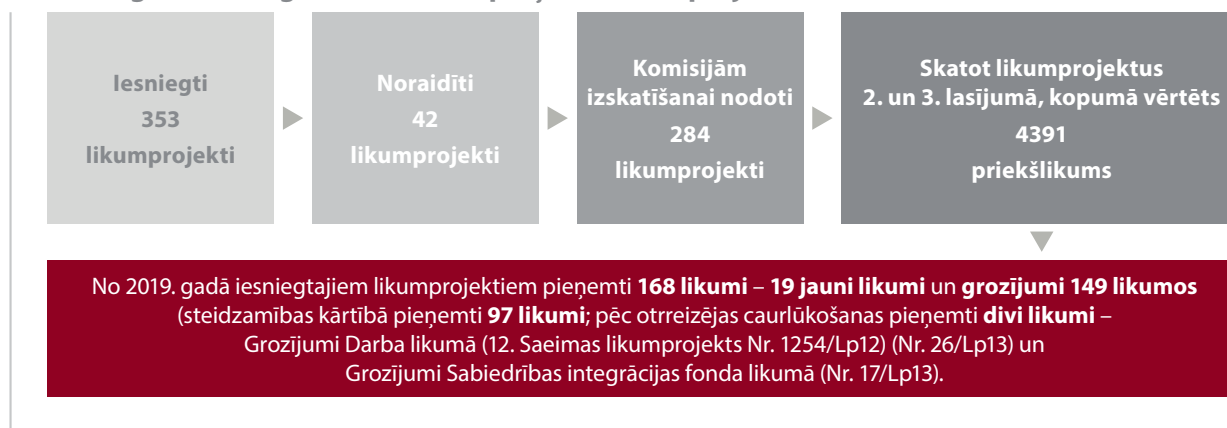 Iesniegti
353
likumprojekti
Noraidīti
42
likumprojekti
Komisijām
izskatīšanai nodoti
284
likumprojekti
Skatot likumprojektus
2. un 3. lasījumā, kopumā vērtēts
4391
priekšlikums
No 2019. gadā iesniegtajiem likumprojektiem pieņemti 168 likumi – 19 jauni likumi un grozījumi 149 likumos
(steidzamības kārtībā pieņemti 97 likumi; pēc otrreizējas caurlūkošanas pieņemti divi likumi –
Grozījumi Darba likumā (12. Saeimas likumprojekts Nr. 1254/Lp12) (Nr. 26/Lp13) un
Grozījumi Sabiedrības integrācijas fonda likumā (Nr. 17/Lp13).